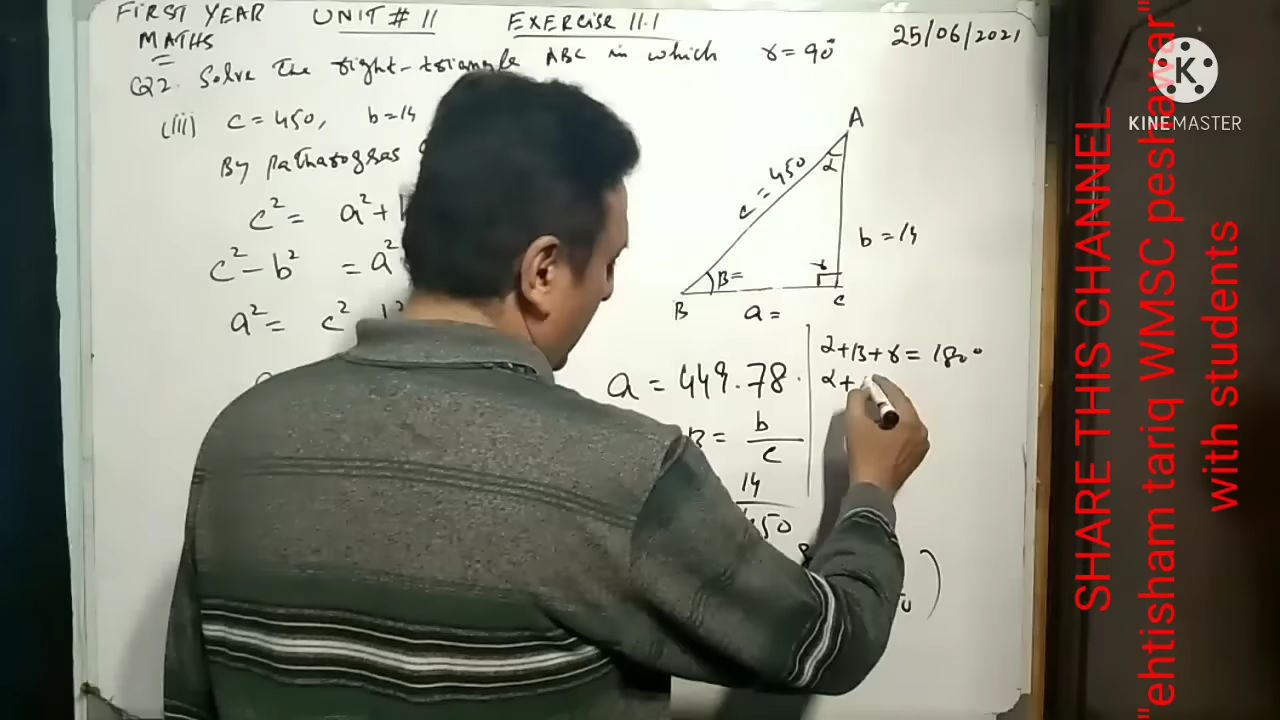 FIRST YEAR UNIT # 11 EXERCISE 11.1 25/06/2021
MATHS
Q2. Solve the right-triangle ABC in which γ = 90°
(iii) c = 450, b = 14
By pathasoghas
c² = a² +
c² - b² = a²
a² = c²
A
α
c = 450
b = 14
γ
β =
B a = C
a = 449.78
β = b/c
14
450
α + β + γ = 180°
α +
KINEMASTER
SHARE THIS CHANNEL
"ehtisham tariq WMSC peshawar"
with students